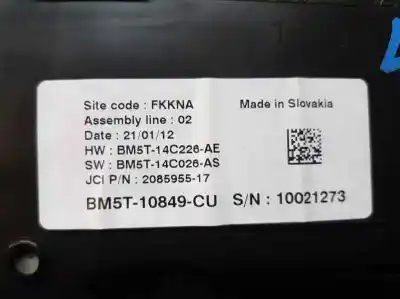 Site code : FKKNA
Made in Slovakia
Assembly line : 02
Date : 21/01/12
HW : BM5T-14C226-AE
SW : BM5T-14C026-AS
JCI P/N : 2085955-17
BM5T-10849-CU S/N : 10021273